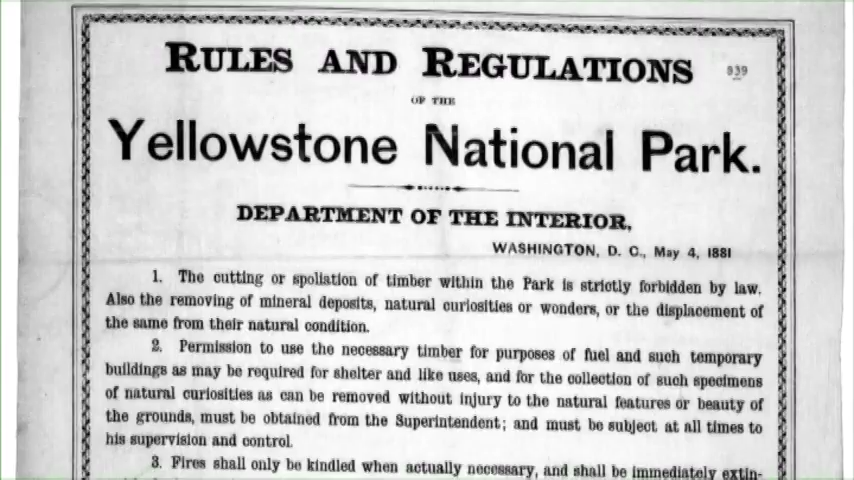 RULES AND REGULATIONS 939
OF THE
Yellowstone National Park.
DEPARTMENT OF THE INTERIOR,
WASHINGTON, D. C., May 4, 1881
1. The cutting or spoliation of timber within the Park is strictly forbidden by law.
Also the removing of mineral deposits, natural curiosities or wonders, or the displacement of
the same from their natural condition.
2. Permission to use the necessary timber for purposes of fuel and such temporary
buildings as may be required for shelter and like uses, and for the collection of such specimens
of natural curiosities as can be removed without injury to the natural features or beauty of
the grounds, must be obtained from the Superintendent; and must be subject at all times to
his supervision and control.
3. Fires shall only be kindled when actually necessary, and shall be immediately extin-